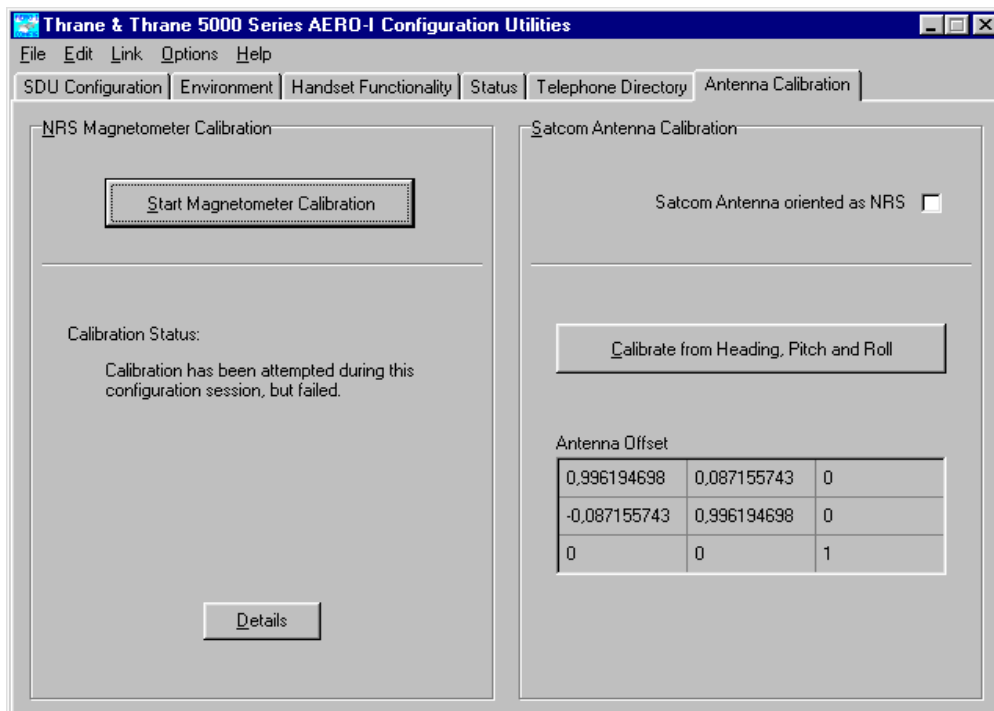 Thrane & Thrane 5000 Series AERO-I Configuration Utilities
File Edit Link Options Help
SDU Configuration Environment Handset Functionality Status Telephone Directory Antenna Calibration
NRS Magnetometer Calibration
Start Magnetometer Calibration
Calibration Status:
Calibration has been attempted during this
configuration session, but failed.
Details
Satcom Antenna Calibration
Satcom Antenna oriented as NRS
Calibrate from Heading, Pitch and Roll
Antenna Offset
0,996194698 0,087155743 0
-0,087155743 0,996194698 0
0 0 1